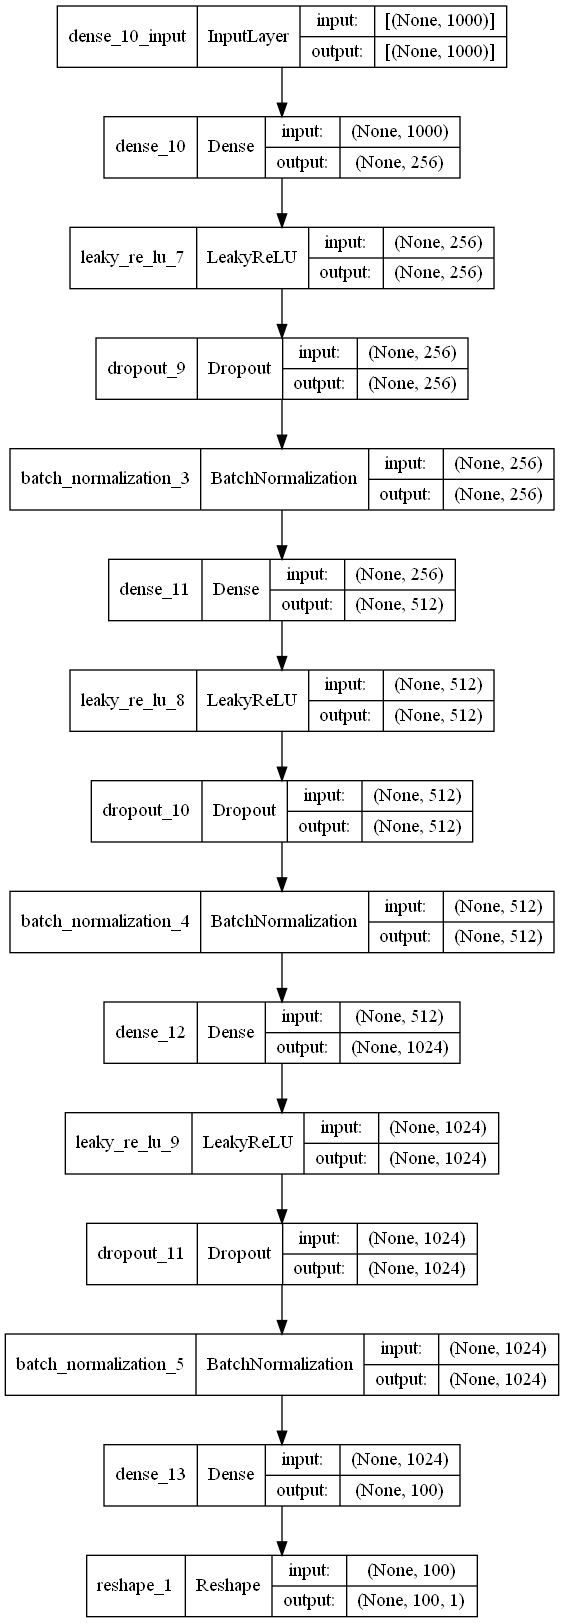 dense_10_input InputLayer input: [(None, 1000)]
output: [(None, 1000)]
dense_10 Dense input: (None, 1000)
output: (None, 256)
leaky_re_lu_7 LeakyReLU input: (None, 256)
output: (None, 256)
dropout_9 Dropout input: (None, 256)
output: (None, 256)
batch_normalization_3 BatchNormalization input: (None, 256)
output: (None, 256)
dense_11 Dense input: (None, 256)
output: (None, 512)
leaky_re_lu_8 LeakyReLU input: (None, 512)
output: (None, 512)
dropout_10 Dropout input: (None, 512)
output: (None, 512)
batch_normalization_4 BatchNormalization input: (None, 512)
output: (None, 512)
dense_12 Dense input: (None, 512)
output: (None, 1024)
leaky_re_lu_9 LeakyReLU input: (None, 1024)
output: (None, 1024)
dropout_11 Dropout input: (None, 1024)
output: (None, 1024)
batch_normalization_5 BatchNormalization input: (None, 1024)
output: (None, 1024)
dense_13 Dense input: (None, 1024)
output: (None, 100)
reshape_1 Reshape input: (None, 100)
output: (None, 100, 1)